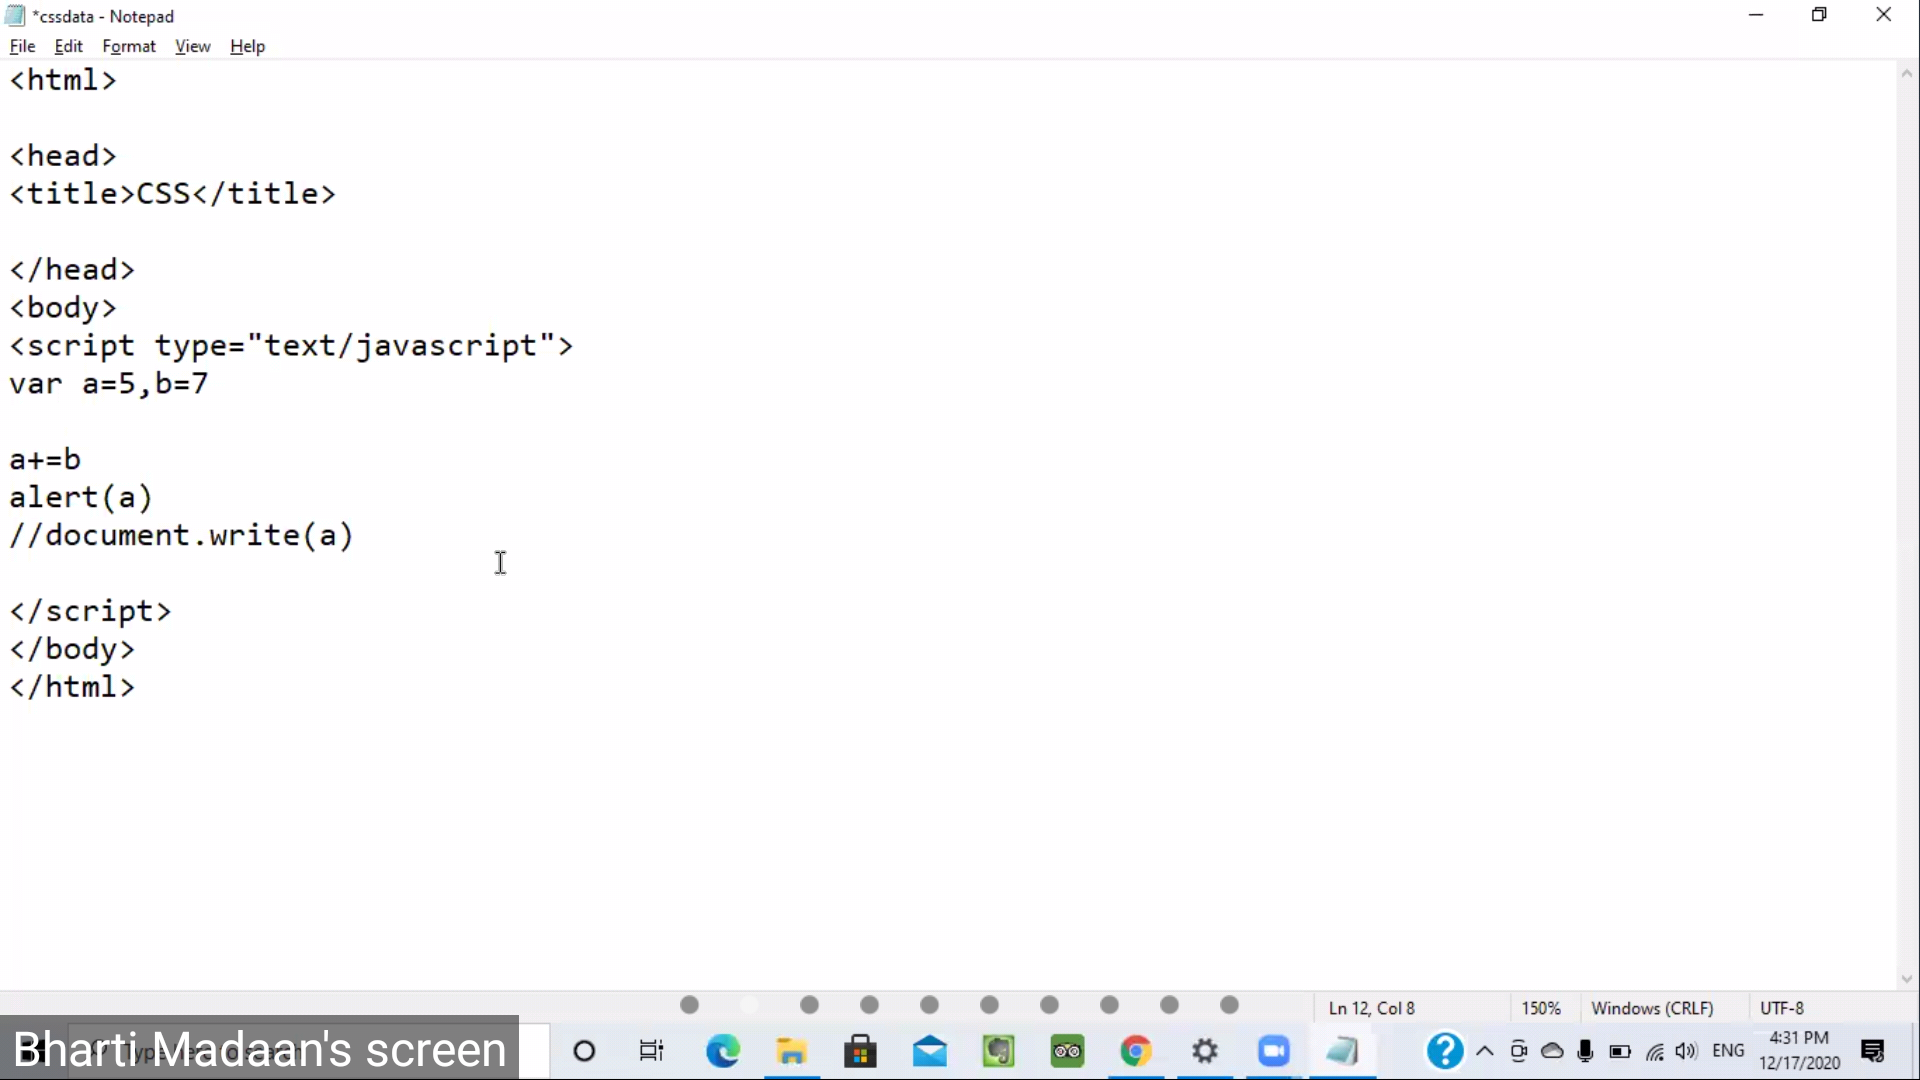 *cssdata - Notepad
File Edit Format View Help
<html>
<head>
<title>CSS</title>
</head>
<body>
<script type="text/javascript">
var a=5,b=7
a+=b
alert(a)
//document.write(a)
</script>
</body>
</html>
Ln 12, Col 8
150%
Windows (CRLF)
UTF-8
Bharti Madaan's screen
ENG
4:31 PM
12/17/2020